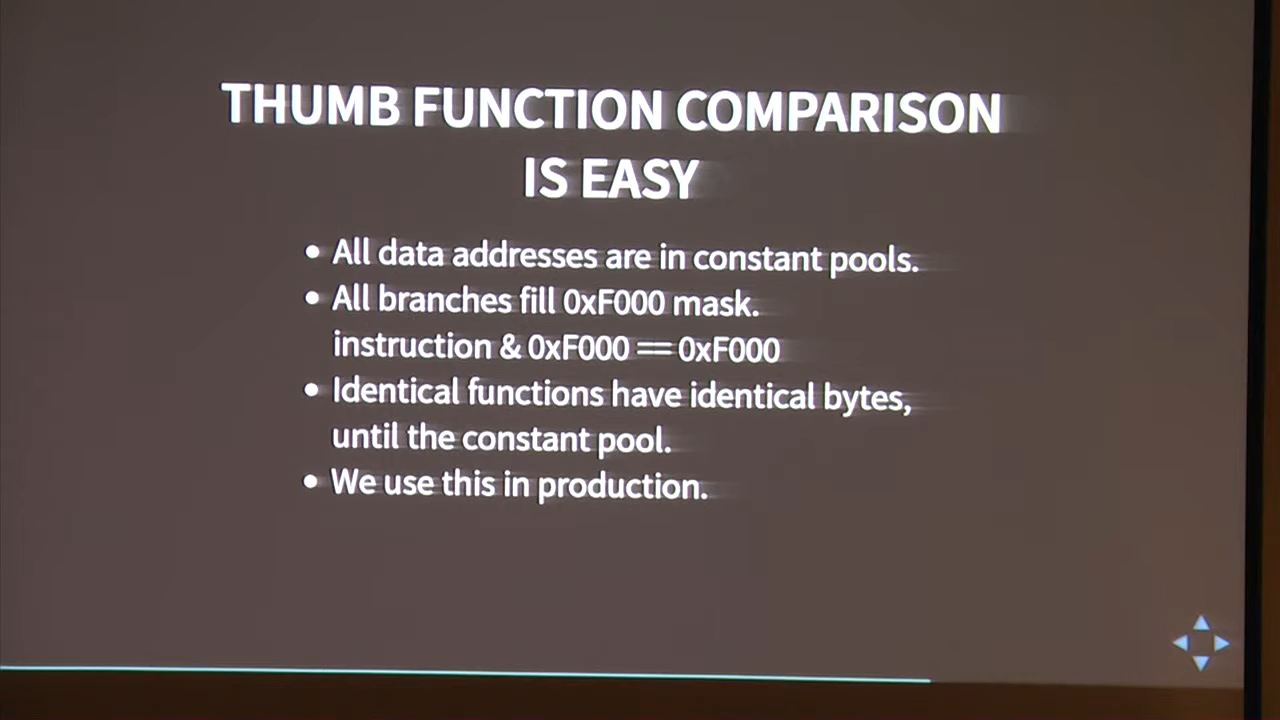 THUMB FUNCTION COMPARISON
IS EASY
• All data addresses are in constant pools.
• All branches fill 0xF000 mask.
instruction & 0xF000 == 0xF000
• Identical functions have identical bytes,
until the constant pool.
• We use this in production.